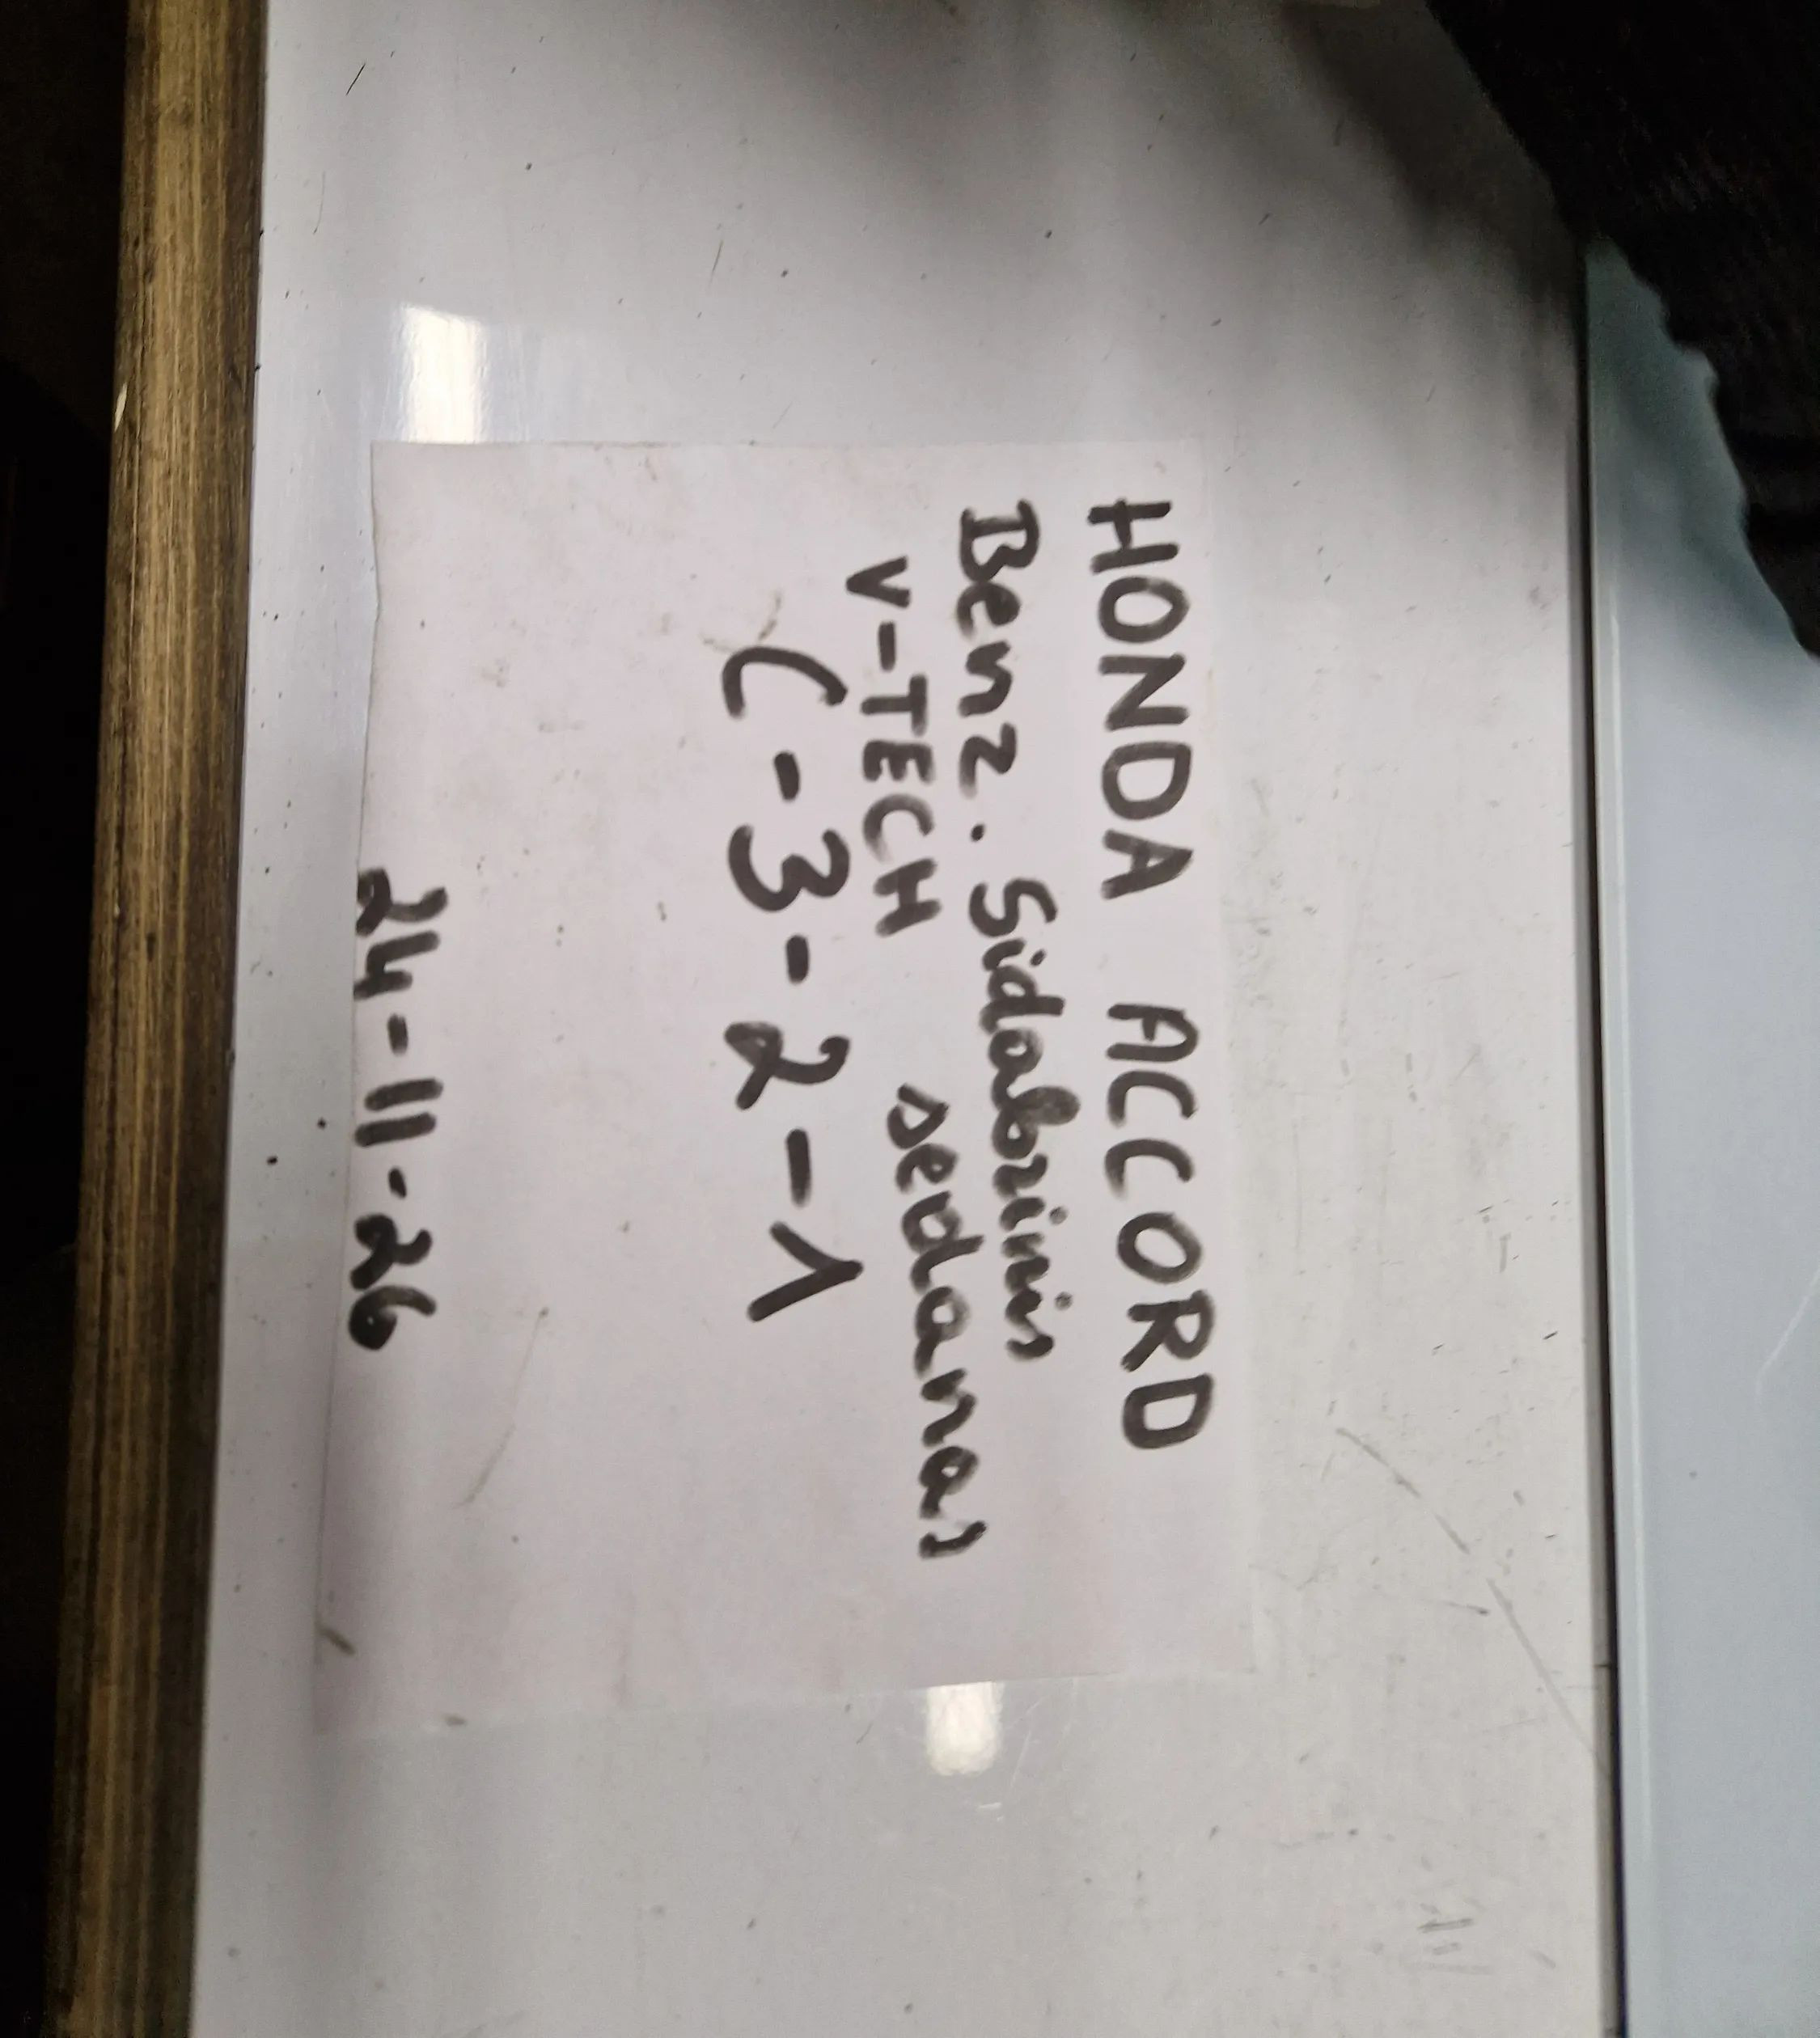 HONDA ACCORD
Benz. Sidabrinis
V-TECH sedanas
C-3-2-1
24-11-26